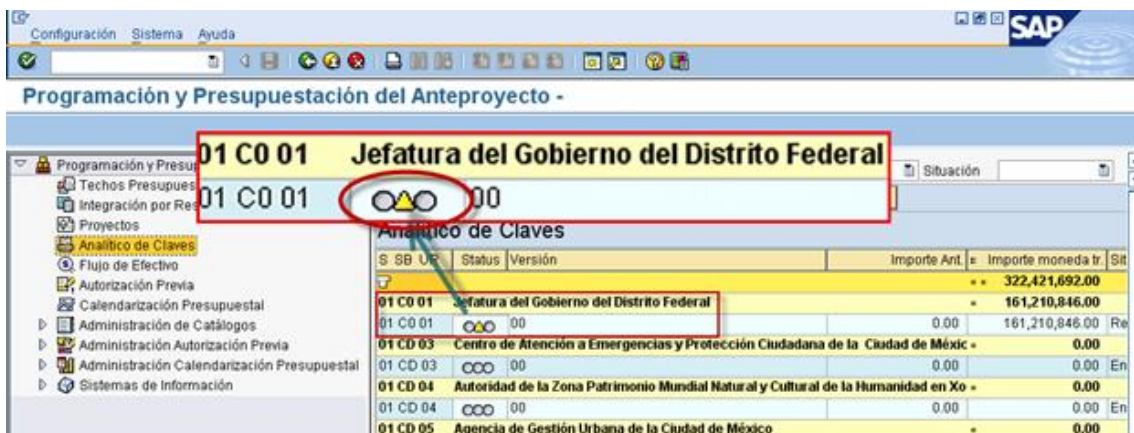 Configuración Sistema Ayuda
SAP
Programación y Presupuestación del Anteproyecto -
01 C0 01 Jefatura del Gobierno del Distrito Federal
01 C0 01 00
Programación y Presup
Techos Presupues
Integración por Res
Proyectos
Analítico de Claves
Flujo de Efectivo
Autorización Previa
Calendarización Presupuestal
Administración de Catálogos
Administración Autorización Previa
Administración Calendarización Presupuestal
Sistemas de Información
Situación
Analítico de Claves
S SB UR Status Versión Importe Ant. Importe moneda tr. Sit
322,421,692.00
01 C0 01 Jefatura del Gobierno del Distrito Federal 161,210,846.00
01 C0 01 00 0.00 161,210,846.00 Re
01 CD 03 Centro de Atención a Emergencias y Protección Ciudadana de la Ciudad de Méxic 0.00
01 CD 03 00 0.00 0.00 En
01 CD 04 Autoridad de la Zona Patrimonio Mundial Natural y Cultural de la Humanidad en Xo 0.00
01 CD 04 00 0.00 0.00 En
01 CD 05 Agencia de Gestión Urbana de la Ciudad de México 0.00